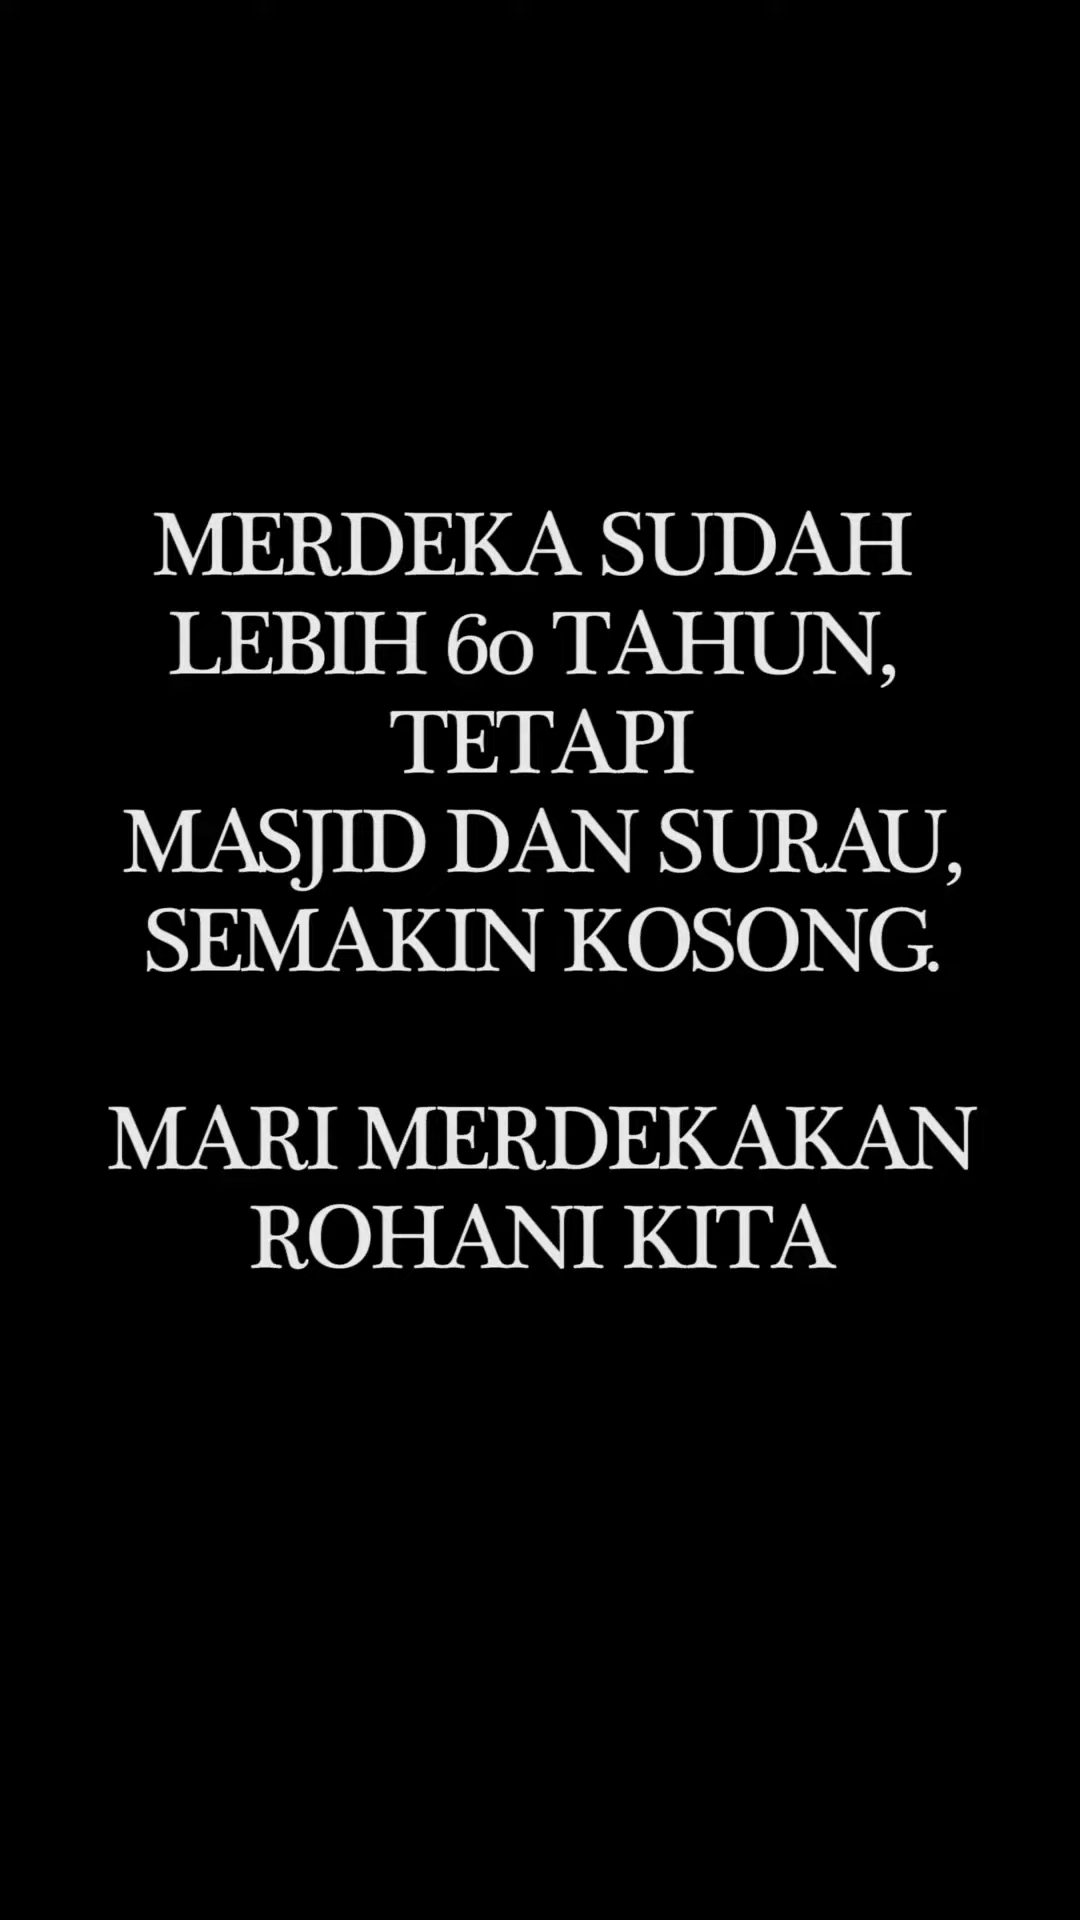 MERDEKA SUDAH
LEBIH 60 TAHUN,
TETAPI
MASJID DAN SURAU,
SEMAKIN KOSONG.
MARI MERDEKAKAN
ROHANI KITA